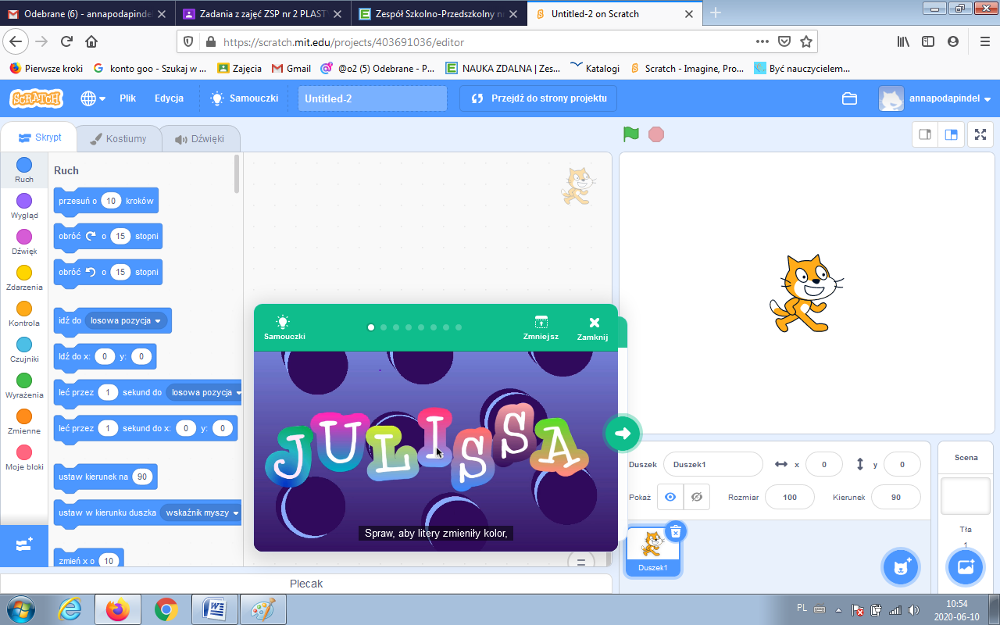 Odebrane (6) - annapodapinde
Zadania z zajęć ZSP nr 2 PLAST
Zespół Szkolno-Przedszkolny n
Untitled-2 on Scratch
https://scratch.mit.edu/projects/403691036/editor
Pierwsze kroki
konto goo - Szukaj w ...
Zajęcia
Gmail
@o2 (5) Odebrane - P...
NAUKA ZDALNA | Zes...
Katalogi
Scratch - Imagine, Pro...
Być nauczycielem...
SCRATCH
Plik
Edycja
Samouczki
Untitled-2
Przejdź do strony projektu
annapodapindel
Skrypt
Kostiumy
Dźwięki
Ruch
Wygląd
Dźwięk
Zdarzenia
Kontrola
Czujniki
Wyrażenia
Zmienne
Moje bloki
Ruch
przesuń o 10 kroków
obróć o 15 stopni
obróć o 15 stopni
idź do losowa pozycja
Idź do x: 0 y: 0
leć przez 1 sekund do losowa pozycja
leć przez 1 sekund do x: 0 y: 0
ustaw kierunek na 90
ustaw w kierunku duszka wskaźnik myszy
zmień x o 10
Samouczki
Zmniejsz
Zamknij
JULISSA
Spraw, aby litery zmieniły kolor,
Plecak
Duszek Duszek1 x 0 y 0
Pokaż Rozmiar 100 Kierunek 90
Duszek1
Scena
Tła
1
PL
10:54
2020-06-10